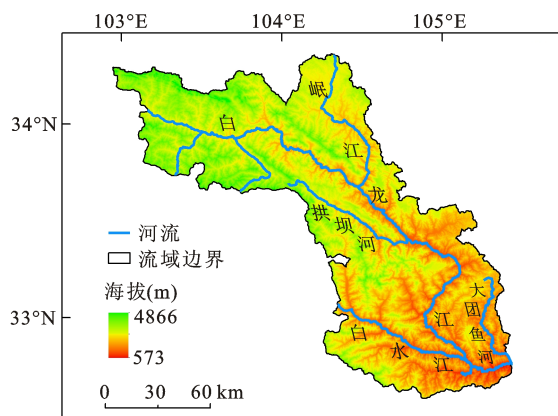 103°E 104°E 105°E
34°N
33°N
岷江
白龙江
拱坝河
大团鱼河
白水江
河流
流域边界
海拔(m)
4866
573
0 30 60 km